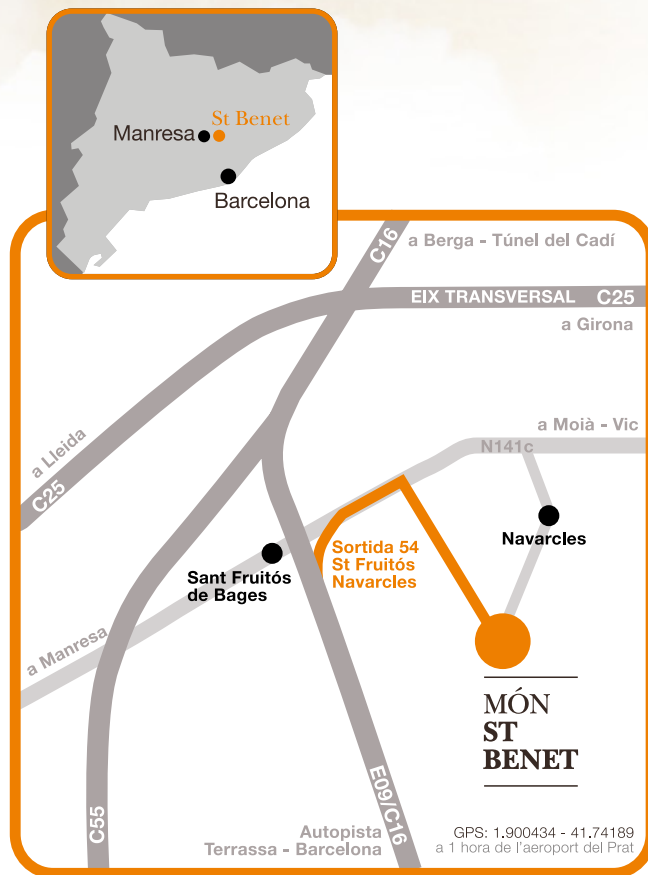 St Benet
Manresa
Barcelona
C16
a Berga - Túnel del Cadí
EIX TRANSVERSAL C25
a Girona
a Moià - Vic
N141c
a Lleida
C25
Navarcles
Sortida 54
St Fruitós
Navarcles
Sant Fruitós
de Bages
a Manresa
MÓN
ST
BENET
C55
E09/C16
Autopista
Terrassa - Barcelona
GPS: 1.900434 - 41.74189
a 1 hora de l'aeroport del Prat